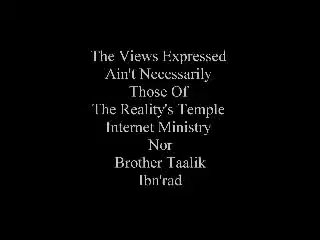 The Views Expressed
Ain't Necessarily
Those Of
The Reality's Temple
Internet Ministry
Nor
Brother Taalik
Ibn'rad